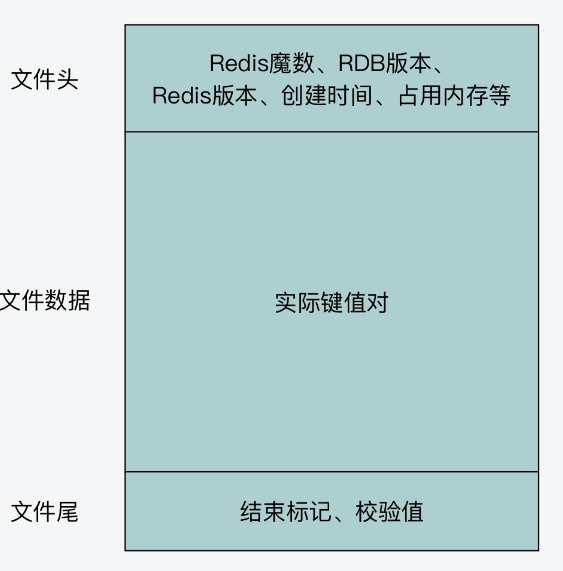 文件头
Redis魔数、RDB版本、
Redis版本、创建时间、占用内存等
文件数据
实际键值对
文件尾
结束标记、校验值